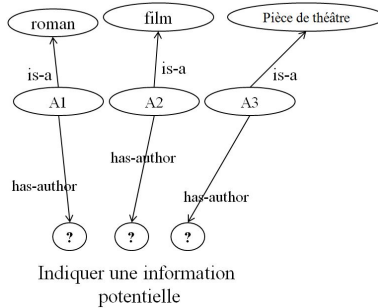 roman
film
Pièce de théâtre
is-a
is-a
is-a
A1
A2
A3
has-author
has-author
has-author
?
?
?
Indiquer une information
potentielle